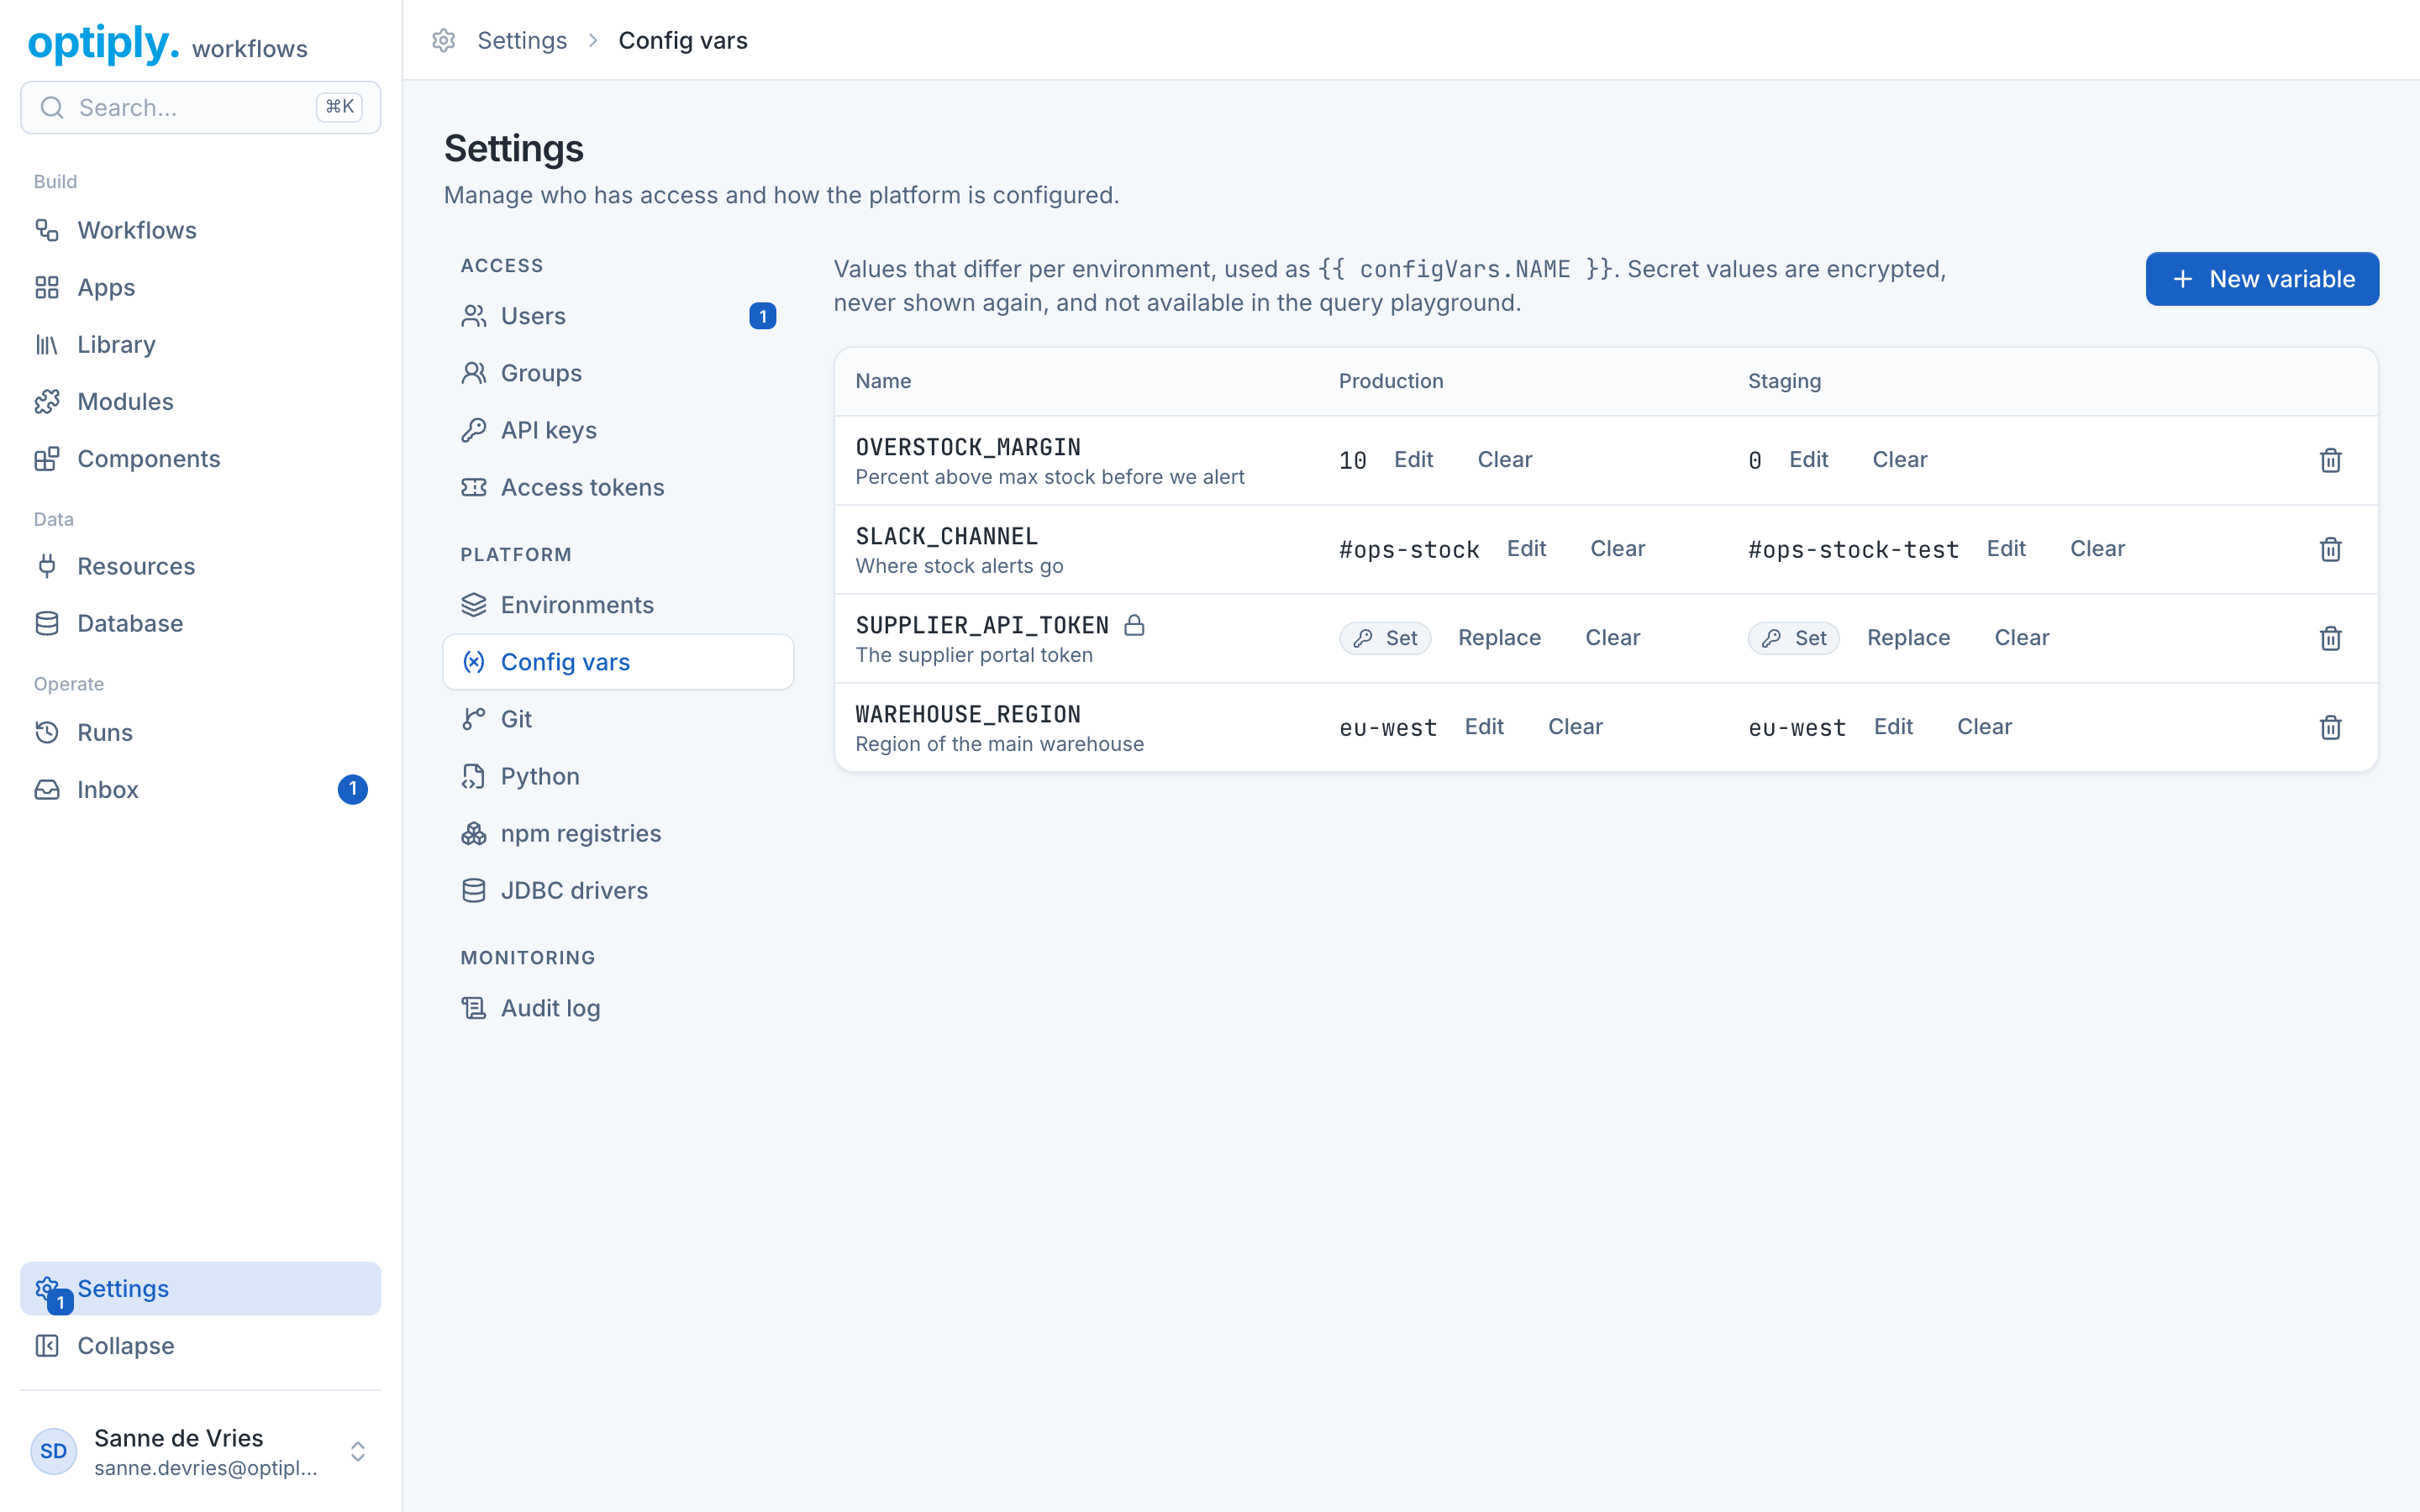 optiply. workflows
Search...
⌘K
Build
Workflows
Apps
Library
Modules
Components
Data
Resources
Database
Operate
Runs
Inbox
1
Settings
1
Collapse
SD
Sanne de Vries
sanne.devries@optipl...
Settings
Config vars
Settings
Manage who has access and how the platform is configured.
ACCESS
Users
1
Groups
API keys
Access tokens
PLATFORM
Environments
Config vars
Git
Python
npm registries
JDBC drivers
MONITORING
Audit log
Values that differ per environment, used as {{ configVars.NAME }}. Secret values are encrypted,
never shown again, and not available in the query playground.
New variable
Name Production Staging
OVERSTOCK_MARGIN
Percent above max stock before we alert
10 Edit Clear 0 Edit Clear
SLACK_CHANNEL
Where stock alerts go
#ops-stock Edit Clear #ops-stock-test Edit Clear
SUPPLIER_API_TOKEN
The supplier portal token
Set Replace Clear Set Replace Clear
WAREHOUSE_REGION
Region of the main warehouse
eu-west Edit Clear eu-west Edit Clear